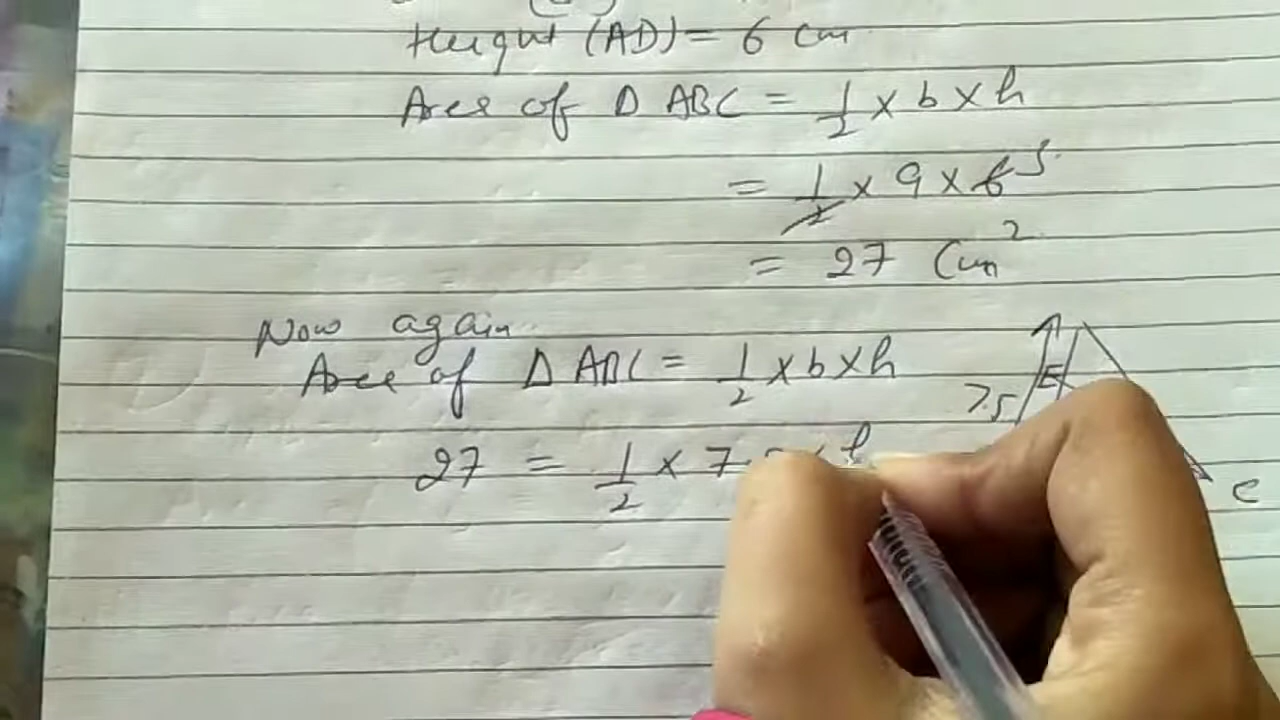 Height (AD) = 6 cm
Area of Δ ABC = 1/2 × b × h
= 1/2 × 9 × 6 3
= 27 Cm²
Now again
Area of Δ ABC = 1/2 × b × h
E
7.5
27 = 1/2 × 7. × h
C